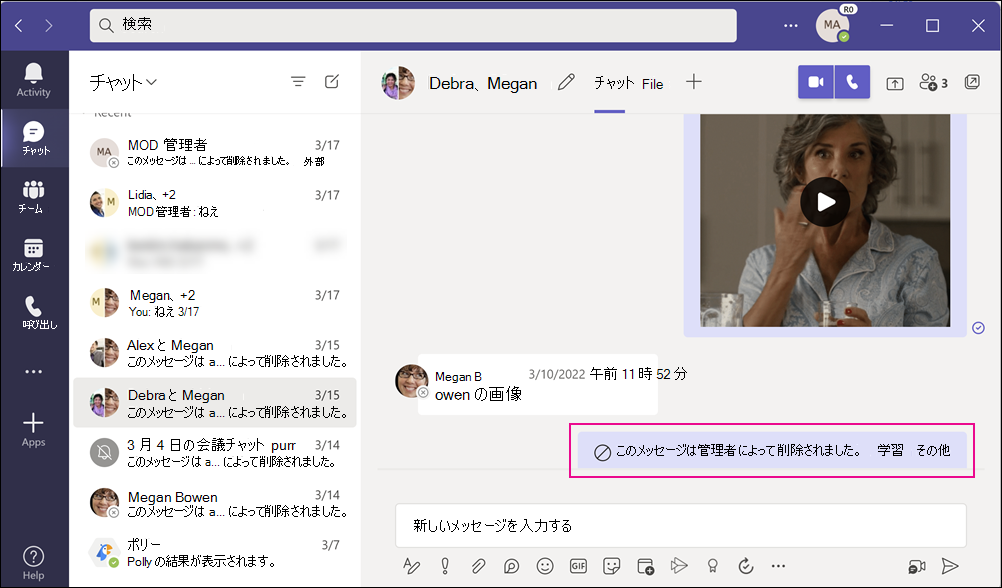 検索
MA
R0
Activity
チャット
チーム
カレンダー
呼び出し
Apps
Help
チャット
Recent
MA
MOD 管理者 3/17
このメッセージは ... によって削除されました。 外部
M
Lidia、+2 3/17
MOD管理者: ねえ
M
Megan、+2 3/17
You: ねえ 3/17
Alexと Megan 3/15
このメッセージは a... によって削除されました。
Debraと Megan 3/15
このメッセージは a... によって削除されました。
3 月 4 日の会議チャット purr 3/14
このメッセージは a... によって削除されました。
Megan Bowen 3/14
このメッセージは a... によって削除されました。
ポリー 3/7
Pollyの結果が表示されます。
Debra、Megan チャット File 3
Megan B 3/10/2022 午前 11 時 52 分
owen の画像
このメッセージは管理者によって削除されました。 学習 その他
新しいメッセージを入力する
GIF